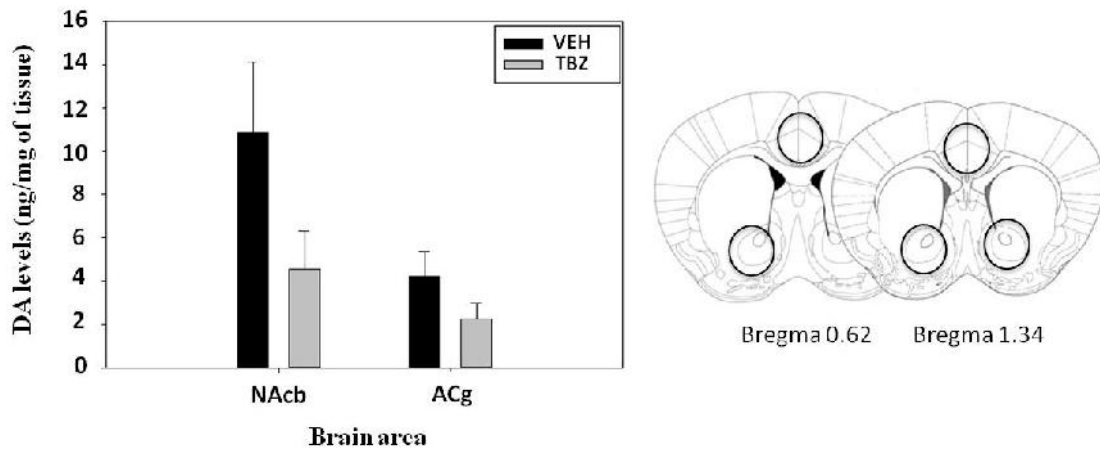 DA levels (ng/mg of tissue)
16
14
12
10
8
6
4
2
0
VEH
TBZ
NAcb
ACg
Brain area
Bregma 0.62
Bregma 1.34